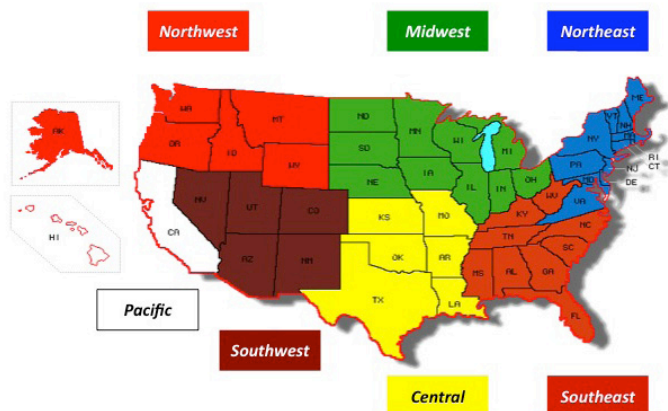 Northwest Midwest Northeast
WA MT ND MN ME
AK OR ID SD WI MI VT NH
WY NY MA
RI
CT
NE IA PA NJ
IL IN OH MD DE
NV UT CO KS MO WV VA
HI CA KY
AZ NM OK AR TN NC
SC
MS AL GA
TX LA
FL
Pacific
Southwest Central Southeast